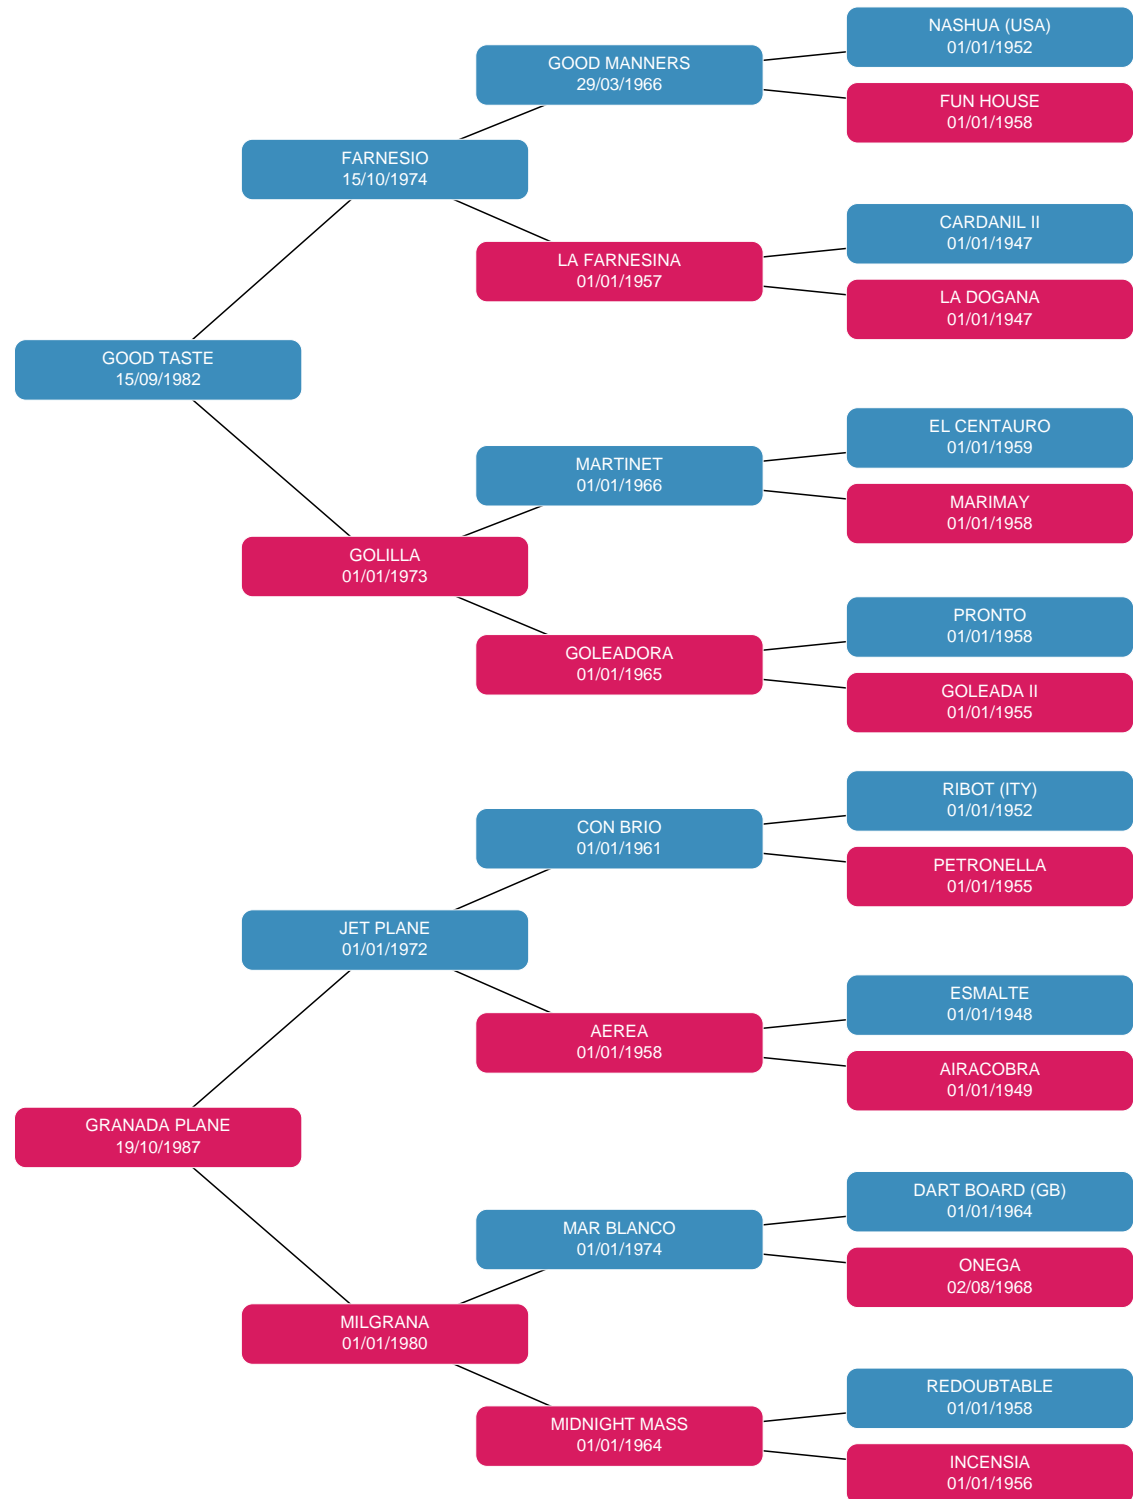 NASHUA (USA)
01/01/1952
GOOD MANNERS
29/03/1966
FUN HOUSE
01/01/1958
FARNESIO
15/10/1974
CARDANIL II
01/01/1947
LA FARNESINA
01/01/1957
LA DOGANA
01/01/1947
GOOD TASTE
15/09/1982
EL CENTAURO
01/01/1959
MARTINET
01/01/1966
MARIMAY
01/01/1958
GOLILLA
01/01/1973
PRONTO
01/01/1958
GOLEADORA
01/01/1965
GOLEADA II
01/01/1955
RIBOT (ITY)
01/01/1952
CON BRIO
01/01/1961
PETRONELLA
01/01/1955
JET PLANE
01/01/1972
ESMALTE
01/01/1948
AEREA
01/01/1958
AIRACOBRA
01/01/1949
GRANADA PLANE
19/10/1987
DART BOARD (GB)
01/01/1964
MAR BLANCO
01/01/1974
ONEGA
02/08/1968
MILGRANA
01/01/1980
REDOUBTABLE
01/01/1958
MIDNIGHT MASS
01/01/1964
INCENSIA
01/01/1956